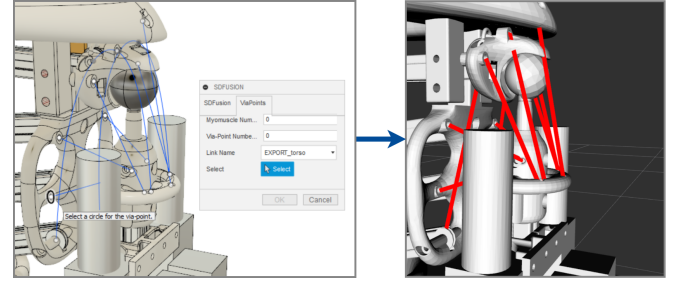 SDFUSION
SDFusion ViaPoints
Myomuscle Num... 0
Via-Point Numbe... 0
Link Name EXPORT_torso
Select Select
OK Cancel
Select a circle for the via-point.